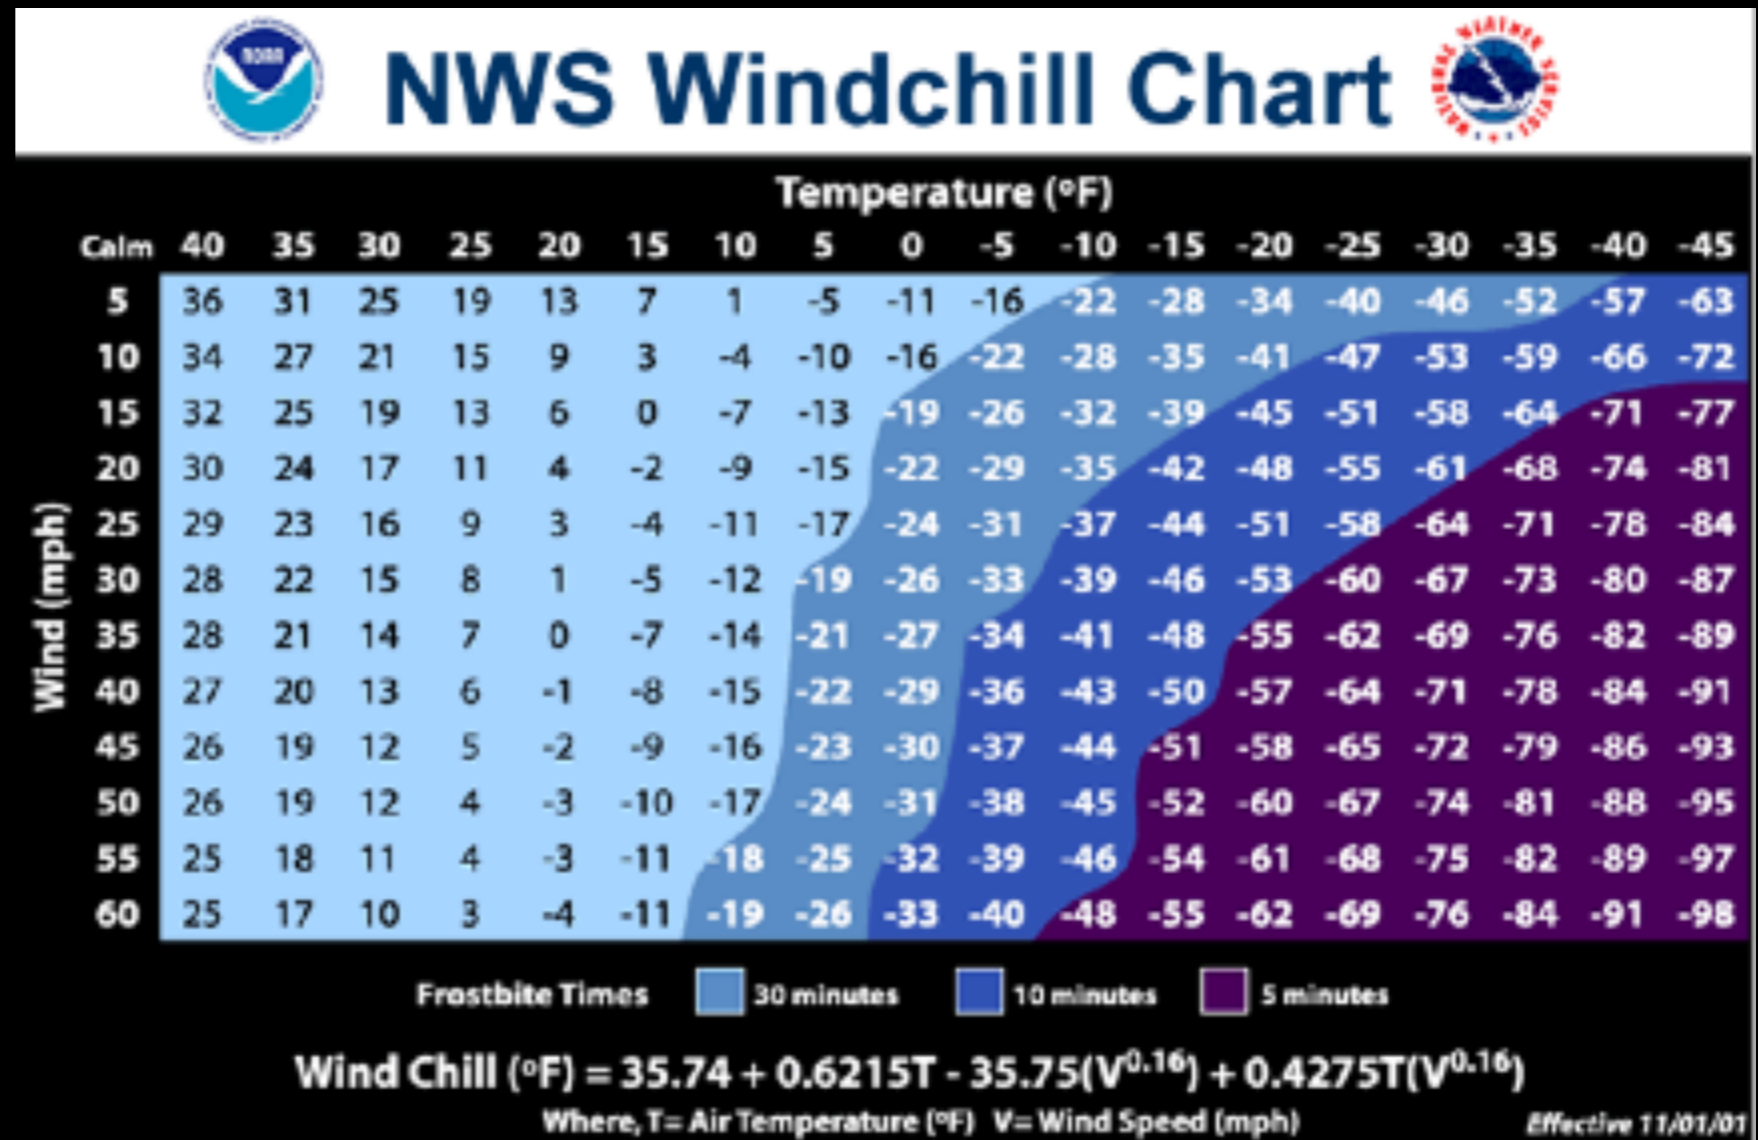 NOAA
NWS Windchill Chart
NATIONAL WEATHER SERVICE
Temperature (ºF)
Calm 40 35 30 25 20 15 10 5 0 -5 -10 -15 -20 -25 -30 -35 -40 -45
Wind (mph)
5 36 31 25 19 13 7 1 -5 -11 -16 -22 -28 -34 -40 -46 -52 -57 -63
10 34 27 21 15 9 3 -4 -10 -16 -22 -28 -35 -41 -47 -53 -59 -66 -72
15 32 25 19 13 6 0 -7 -13 -19 -26 -32 -39 -45 -51 -58 -64 -71 -77
20 30 24 17 11 4 -2 -9 -15 -22 -29 -35 -42 -48 -55 -61 -68 -74 -81
25 29 23 16 9 3 -4 -11 -17 -24 -31 -37 -44 -51 -58 -64 -71 -78 -84
30 28 22 15 8 1 -5 -12 -19 -26 -33 -39 -46 -53 -60 -67 -73 -80 -87
35 28 21 14 7 0 -7 -14 -21 -27 -34 -41 -48 -55 -62 -69 -76 -82 -89
40 27 20 13 6 -1 -8 -15 -22 -29 -36 -43 -50 -57 -64 -71 -78 -84 -91
45 26 19 12 5 -2 -9 -16 -23 -30 -37 -44 -51 -58 -65 -72 -79 -86 -93
50 26 19 12 4 -3 -10 -17 -24 -31 -38 -45 -52 -60 -67 -74 -81 -88 -95
55 25 18 11 4 -3 -11 -18 -25 -32 -39 -46 -54 -61 -68 -75 -82 -89 -97
60 25 17 10 3 -4 -11 -19 -26 -33 -40 -48 -55 -62 -69 -76 -84 -91 -98
Frostbite Times 30 minutes 10 minutes 5 minutes
Wind Chill (ºF) = 35.74 + 0.6215T - 35.75(V^0.16) + 0.4275T(V^0.16)
Where, T= Air Temperature (ºF) V= Wind Speed (mph)
Effective 11/01/01